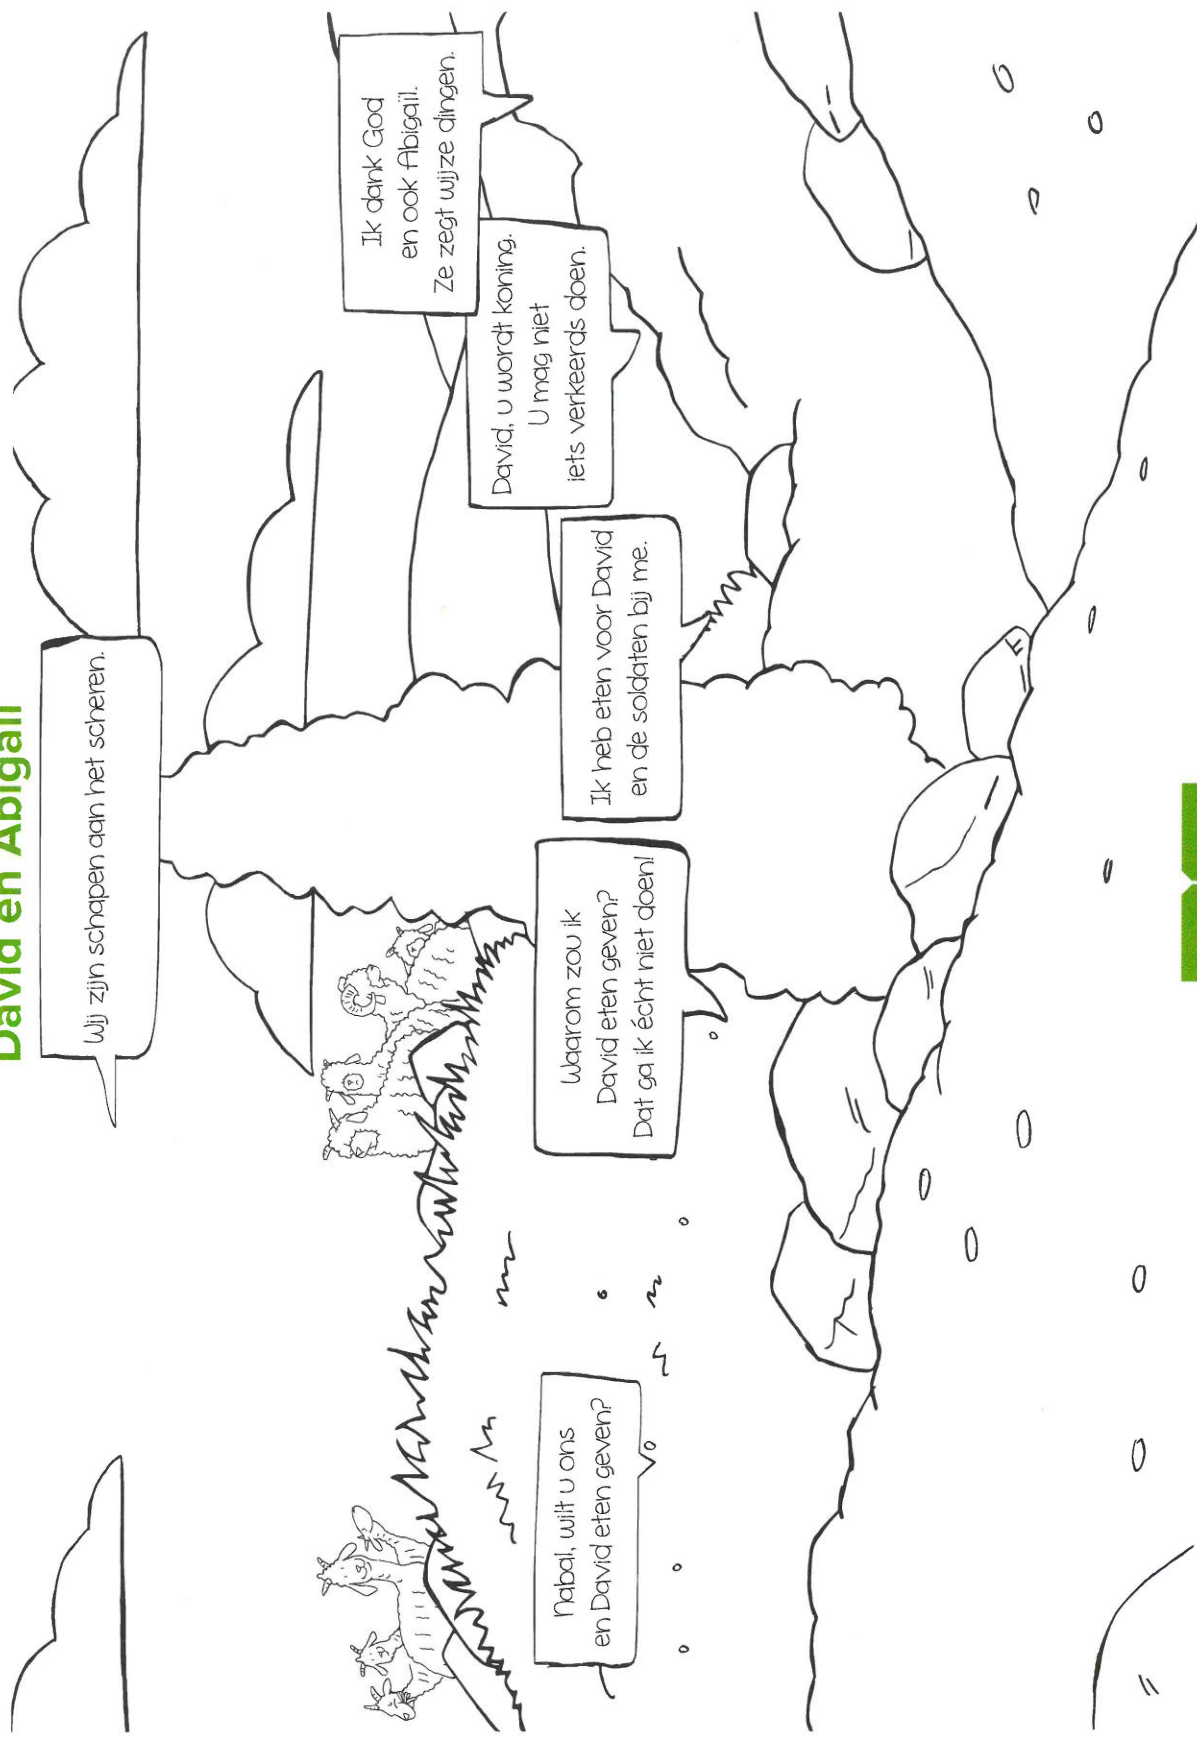 David en Abigaïl
Wij zijn schapen aan het scheren.
Nabal, wilt u ons
en David eten geven?
Waarom zou ik
David eten geven?
Dat ga ik écht niet doen!
Ik heb eten voor David
en de soldaten bij me.
David, u wordt koning.
U mag niet
iets verkeerds doen.
Ik dank God
en ook Abigaïl.
Ze zegt wijze dingen.